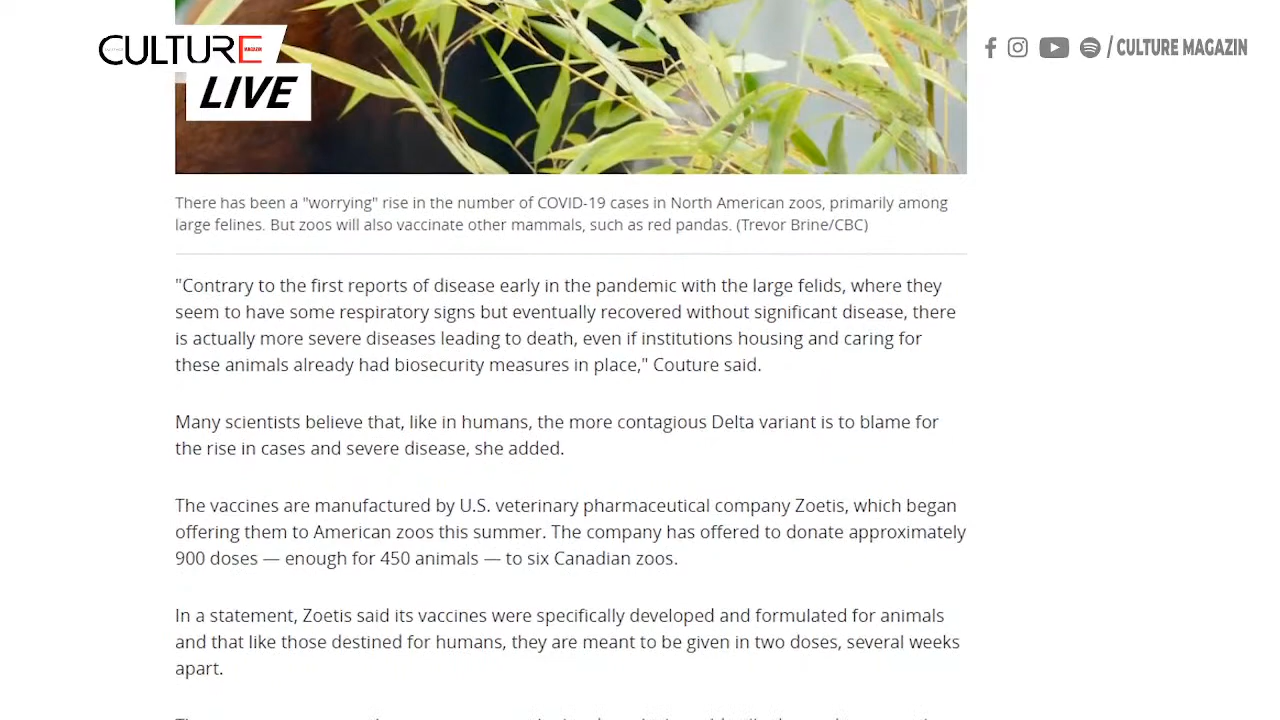 CULTURE
MAGAZIN
LIVE
/ CULTURE MAGAZIN
There has been a "worrying" rise in the number of COVID-19 cases in North American zoos, primarily among
large felines. But zoos will also vaccinate other mammals, such as red pandas. (Trevor Brine/CBC)
"Contrary to the first reports of disease early in the pandemic with the large felids, where they
seem to have some respiratory signs but eventually recovered without significant disease, there
is actually more severe diseases leading to death, even if institutions housing and caring for
these animals already had biosecurity measures in place," Couture said.
Many scientists believe that, like in humans, the more contagious Delta variant is to blame for
the rise in cases and severe disease, she added.
The vaccines are manufactured by U.S. veterinary pharmaceutical company Zoetis, which began
offering them to American zoos this summer. The company has offered to donate approximately
900 doses — enough for 450 animals — to six Canadian zoos.
In a statement, Zoetis said its vaccines were specifically developed and formulated for animals
and that like those destined for humans, they are meant to be given in two doses, several weeks
apart.